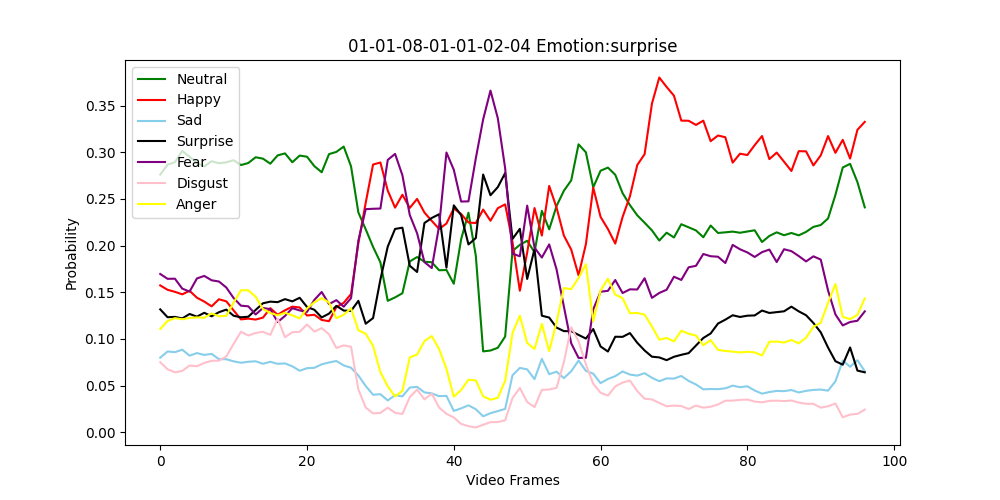 01-01-08-01-01-02-04 Emotion:surprise
Neutral
Happy
Sad
Surprise
Fear
Disgust
Anger
Probability
0.35
0.30
0.25
0.20
0.15
0.10
0.05
0.00
0
20
40
60
80
100
Video Frames